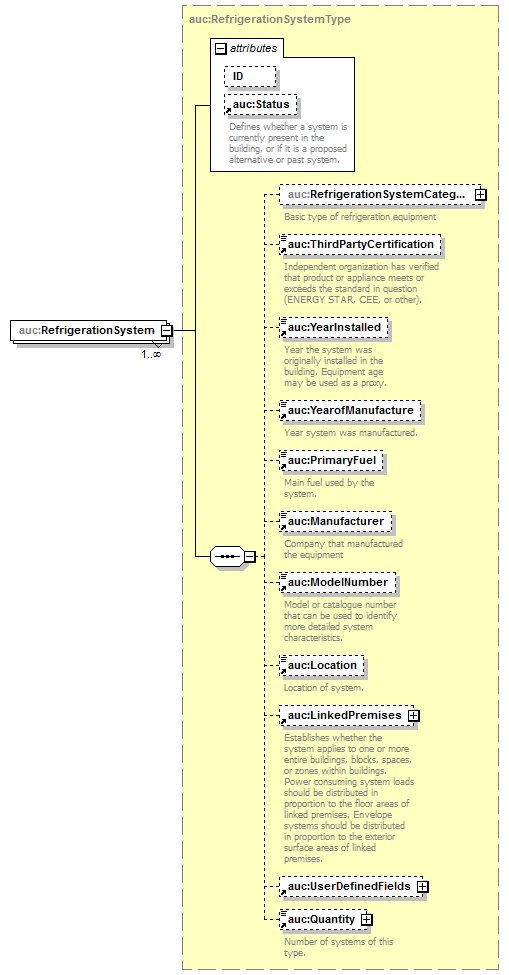 auc:RefrigerationSystemType
attributes
ID
auc:Status
Defines whether a system is
currently present in the
building, or if it is a proposed
alternative or past system.
auc:RefrigerationSystemCateg...
Basic type of refrigeration equipment
auc:ThirdPartyCertification
Independent organization has verified
that product or appliance meets or
exceeds the standard in question
(ENERGY STAR, CEE, or other).
auc:RefrigerationSystem
1..∞
auc:YearInstalled
Year the system was
originally installed in the
building. Equipment age
may be used as a proxy.
auc:YearofManufacture
Year system was manufactured.
auc:PrimaryFuel
Main fuel used by the
system.
auc:Manufacturer
Company that manufactured
the equipment
auc:ModelNumber
Model or catalogue number
that can be used to identify
more detailed system
characteristics.
auc:Location
Location of system.
auc:LinkedPremises
Establishes whether the
system applies to one or more
entire buildings, blocks, spaces,
or zones within buildings.
Power consuming system loads
should be distributed in
proportion to the floor areas of
linked premises. Envelope
systems should be distributed
in proportion to the exterior
surface areas of linked
premises.
auc:UserDefinedFields
auc:Quantity
Number of systems of this
type.